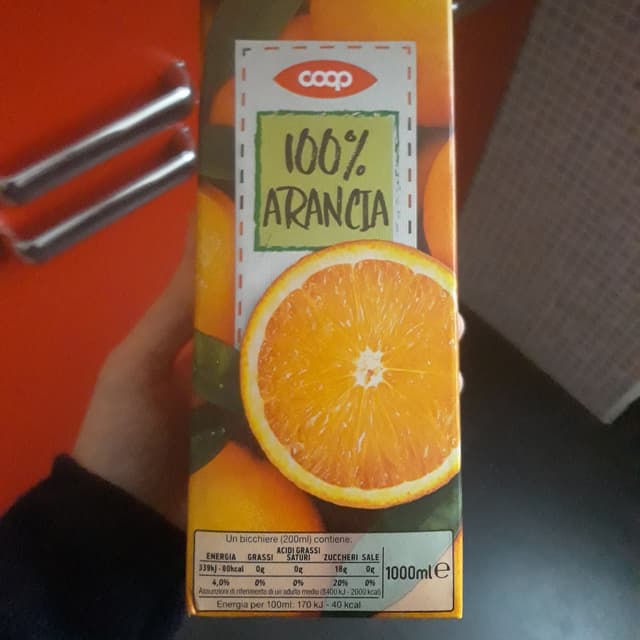 coop
100%
ARANCIA
Un bicchiere (200ml) contiene:
ENERGIA GRASSI ACIDI GRASSI SATURI ZUCCHERI SALE
339kJ - 80kcal 0g 0g 18g 0g
4,0% 0% 0% 20% 0%
Assunzioni di riferimento di un adulto medio (8400 kJ - 2000 kcal)
Energia per 100ml: 170 kJ - 40 kcal
1000ml e